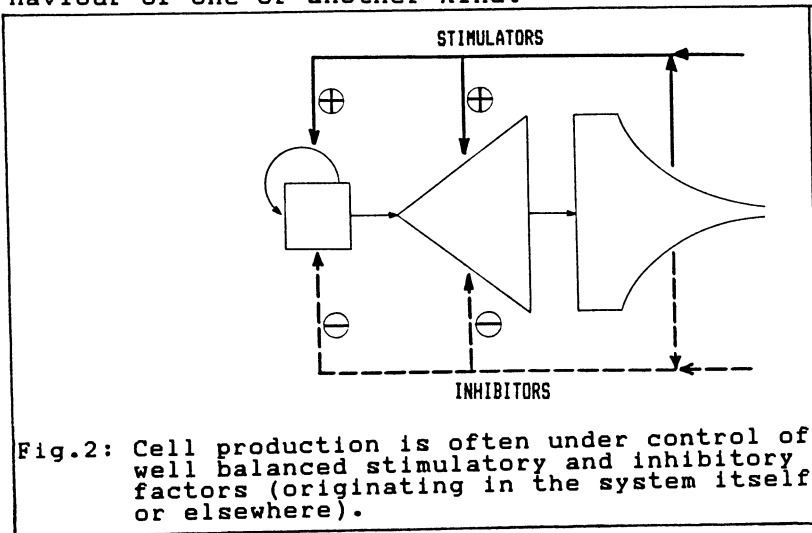 haviour of one or another kind.
STIMULATORS
⊕ ⊕
⊖ ⊖
INHIBITORS
Fig.2: Cell production is often under control of
well balanced stimulatory and inhibitory
factors (originating in the system itself
or elsewhere).